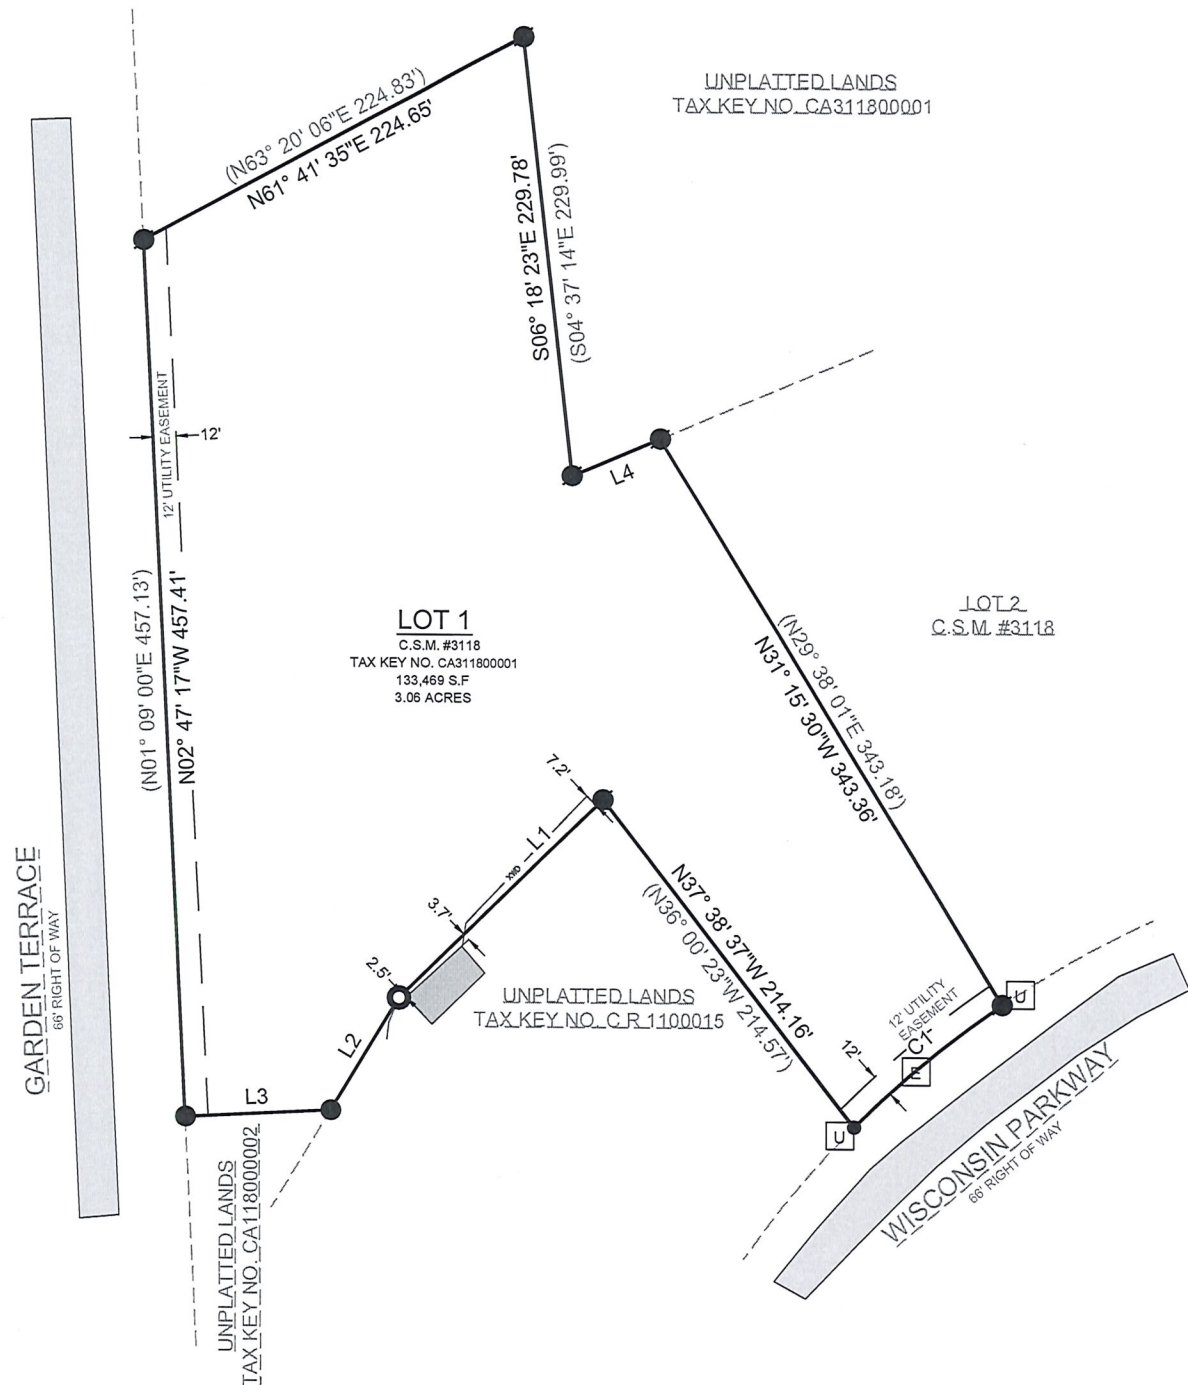 UNPLATTED LANDS
TAX KEY NO. CA311800001
(N63° 20' 06"E 224.83')
N61° 41' 35"E 224.65'
S06° 18' 23"E 229.78'
(S04° 37' 14"E 229.99')
12' UTILITY EASEMENT
12'
L4
(N01° 09' 00"E 457.13')
N02° 47' 17"W 457.41'
LOT 1
C.S.M. #3118
TAX KEY NO. CA311800001
133,469 S.F
3.06 ACRES
LOT 2
C.S.M. #3118
(N29° 38' 01"E 343.18')
N31° 15' 30"W 343.36'
7.2'
L1
3.7'
2.5'
N37° 38' 37"W 214.16'
(N36° 00' 23"W 214.57')
UNPLATTED LANDS
TAX KEY NO. C R 1100015
GARDEN TERRACE
66' RIGHT OF WAY
L2
L3
12' UTILITY
EASEMENT
C1
12'
U
E
U
WISCONSIN PARKWAY
66' RIGHT OF WAY
UNPLATTED LANDS
TAX KEY NO. CA118000002